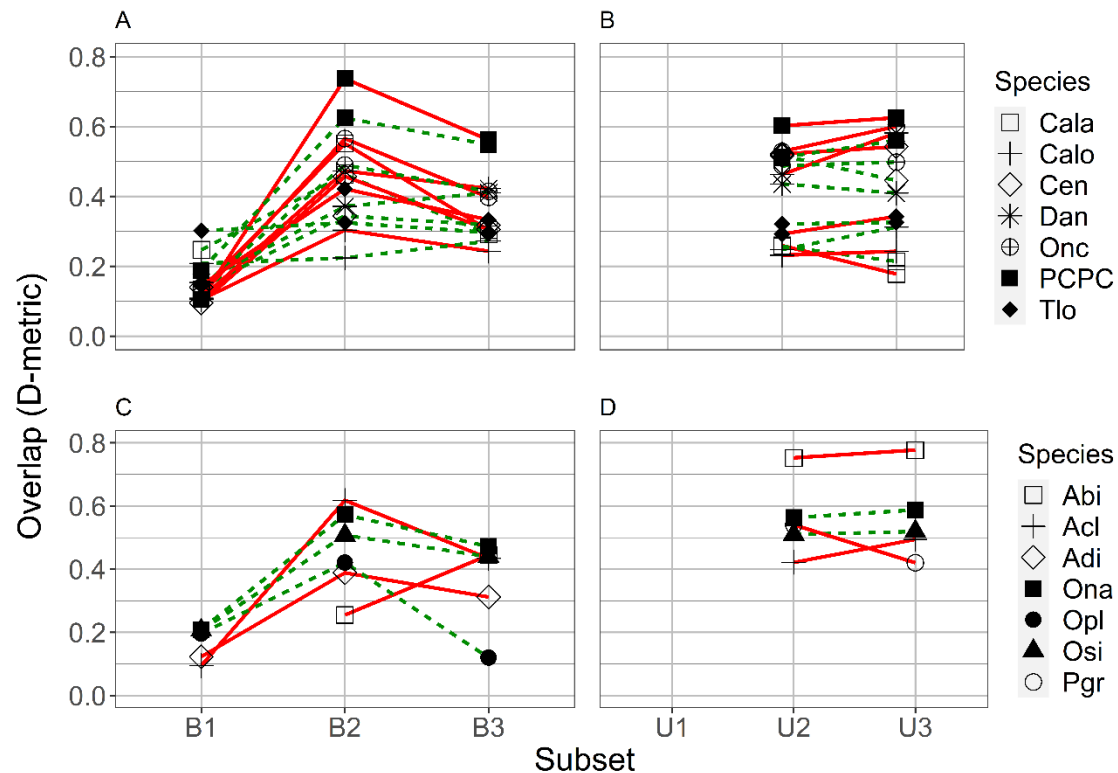 A
B
0.8
0.6
0.4
0.2
0.0
Species
Cala
Calo
Cen
Dan
Onc
PCPC
Tlo
Overlap (D-metric)
C
D
0.8
0.6
0.4
0.2
0.0
Species
Abi
Acl
Adi
Ona
Opl
Osi
Pgr
B1 B2 B3 U1 U2 U3
Subset